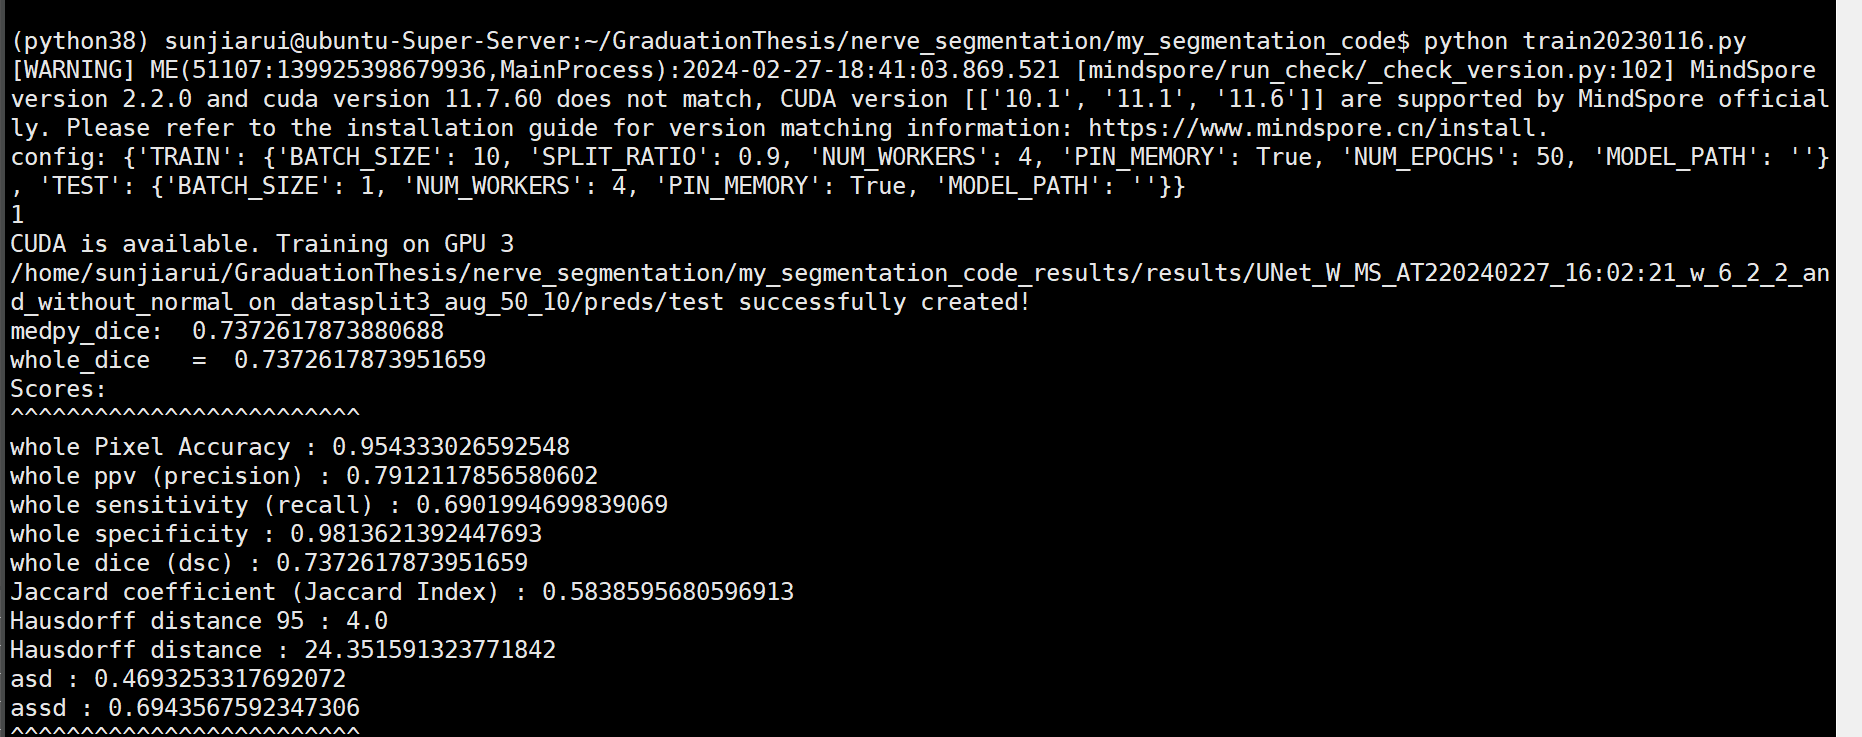 (python38) sunjiarui@ubuntu-Super-Server:~/GraduationThesis/nerve_segmentation/my_segmentation_code$ python train20230116.py
[WARNING] ME(51107:139925398679936,MainProcess):2024-02-27-18:41:03.869.521 [mindspore/run_check/_check_version.py:102] MindSpore
version 2.2.0 and cuda version 11.7.60 does not match, CUDA version [['10.1', '11.1', '11.6']] are supported by MindSpore official
ly. Please refer to the installation guide for version matching information: https://www.mindspore.cn/install.
config: {'TRAIN': {'BATCH_SIZE': 10, 'SPLIT_RATIO': 0.9, 'NUM_WORKERS': 4, 'PIN_MEMORY': True, 'NUM_EPOCHS': 50, 'MODEL_PATH': ''}
, 'TEST': {'BATCH_SIZE': 1, 'NUM_WORKERS': 4, 'PIN_MEMORY': True, 'MODEL_PATH': ''}}
1
CUDA is available. Training on GPU 3
/home/sunjiarui/GraduationThesis/nerve_segmentation/my_segmentation_code_results/results/UNet_W_MS_AT220240227_16:02:21_w_6_2_2_an
d_without_normal_on_datasplit3_aug_50_10/preds/test successfully created!
medpy_dice:  0.7372617873880688
whole_dice   =  0.7372617873951659
Scores:
^^^^^^^^^^^^^^^^^^^^^^^^^
whole Pixel Accuracy : 0.954333026592548
whole ppv (precision) : 0.7912117856580602
whole sensitivity (recall) : 0.6901994699839069
whole specificity : 0.9813621392447693
whole dice (dsc) : 0.7372617873951659
Jaccard coefficient (Jaccard Index) : 0.5838595680596913
Hausdorff distance 95 : 4.0
Hausdorff distance : 24.351591323771842
asd : 0.4693253317692072
assd : 0.6943567592347306
^^^^^^^^^^^^^^^^^^^^^^^^^